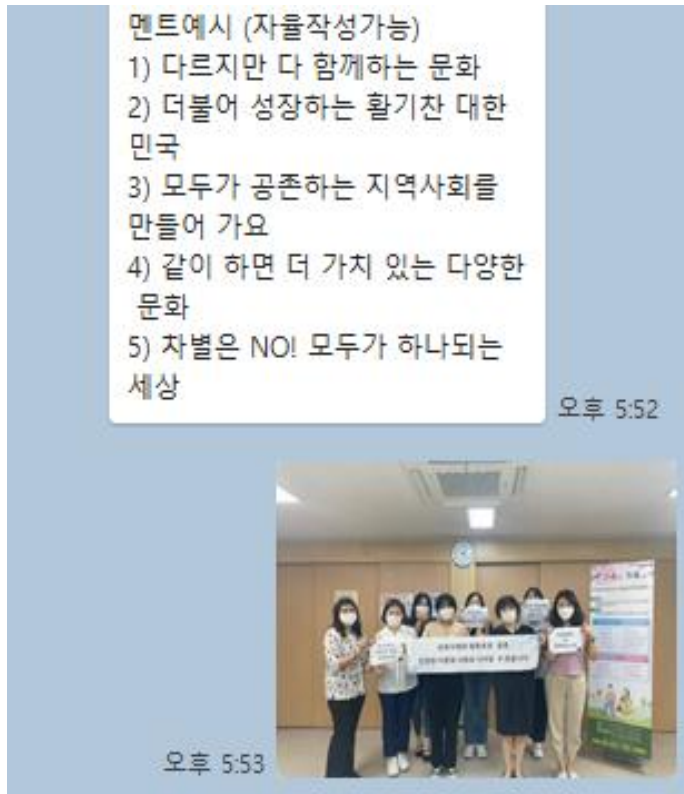 멘트예시 (자율작성가능)
1) 다르지만 다 함께하는 문화
2) 더불어 성장하는 활기찬 대한
민국
3) 모두가 공존하는 지역사회를
만들어 가요
4) 같이 하면 더 가치 있는 다양한
문화
5) 차별은 NO! 모두가 하나되는
세상
오후 5:52
오후 5:53